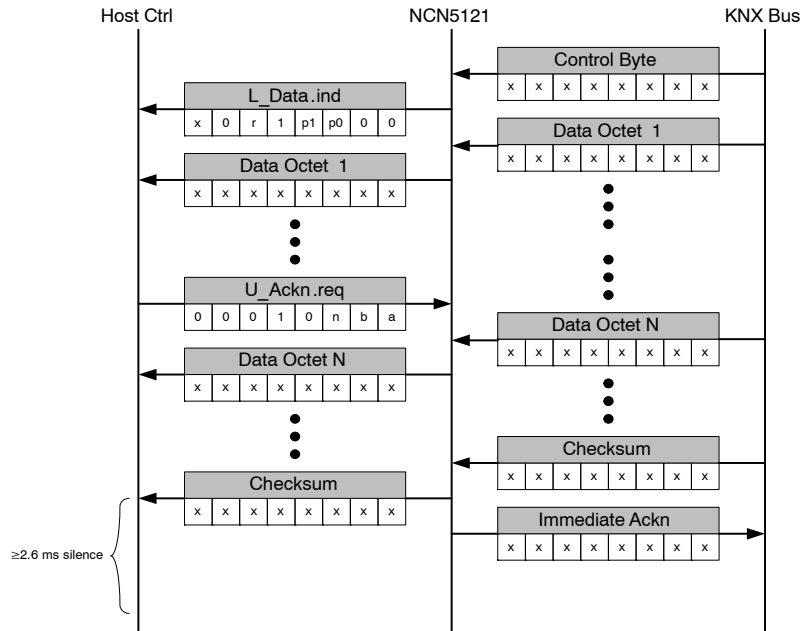 Host Ctrl NCN5121 KNX Bus
Control Byte
x x x x x x x x
L_Data.ind
x 0 r 1 p1 p0 0 0
Data Octet 1
x x x x x x x x
Data Octet 1
x x x x x x x x
U_Ackn.req
0 0 0 1 0 n b a
Data Octet N
x x x x x x x x
Data Octet N
x x x x x x x x
Checksum
x x x x x x x x
Checksum
x x x x x x x x
Immediate Ackn
x x x x x x x x
≥2.6 ms silence